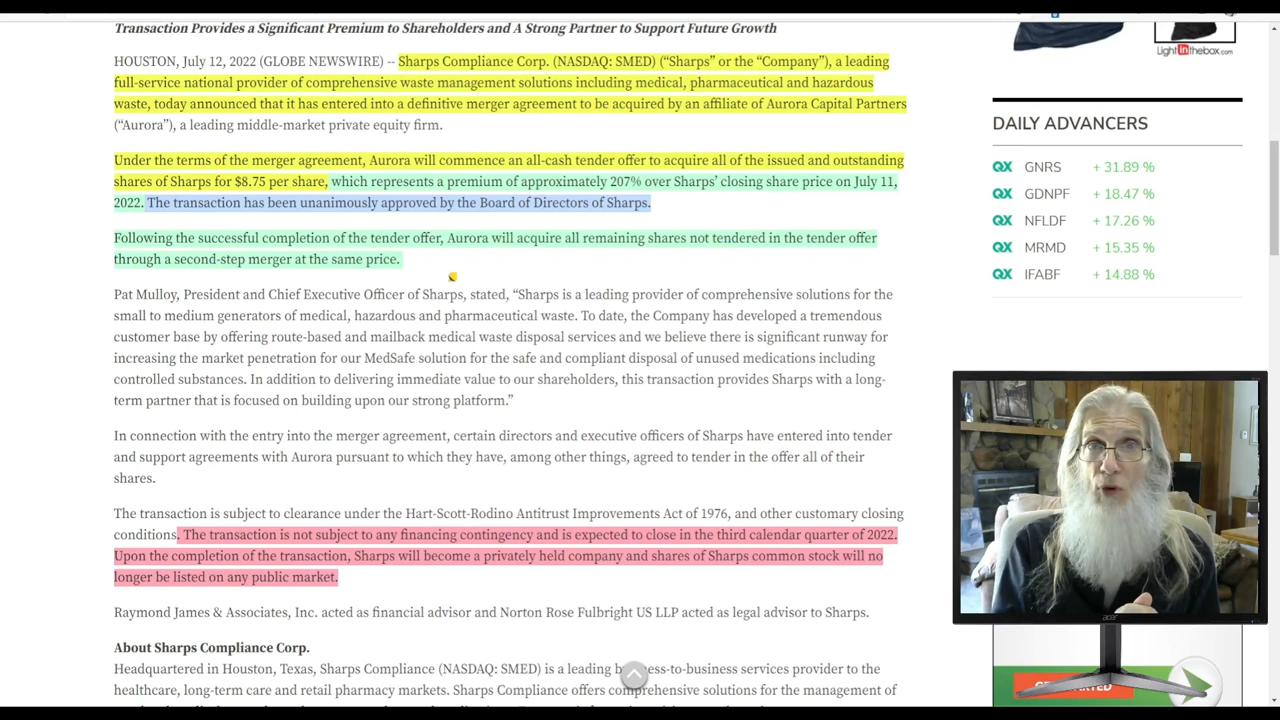 Transaction Provides a Significant Premium to Shareholders and A Strong Partner to Support Future Growth
HOUSTON, July 12, 2022 (GLOBE NEWSWIRE) -- Sharps Compliance Corp. (NASDAQ: SMED) (“Sharps” or the “Company”), a leading
full-service national provider of comprehensive waste management solutions including medical, pharmaceutical and hazardous
waste, today announced that it has entered into a definitive merger agreement to be acquired by an affiliate of Aurora Capital Partners
(“Aurora”), a leading middle-market private equity firm.
Under the terms of the merger agreement, Aurora will commence an all-cash tender offer to acquire all of the issued and outstanding
shares of Sharps for $8.75 per share, which represents a premium of approximately 207% over Sharps’ closing share price on July 11,
2022. The transaction has been unanimously approved by the Board of Directors of Sharps.
Following the successful completion of the tender offer, Aurora will acquire all remaining shares not tendered in the tender offer
through a second-step merger at the same price.
Pat Mulloy, President and Chief Executive Officer of Sharps, stated, “Sharps is a leading provider of comprehensive solutions for the
small to medium generators of medical, hazardous and pharmaceutical waste. To date, the Company has developed a tremendous
customer base by offering route-based and mailback medical waste disposal services and we believe there is significant runway for
increasing the market penetration for our MedSafe solution for the safe and compliant disposal of unused medications including
controlled substances. In addition to delivering immediate value to our shareholders, this transaction provides Sharps with a long-
term partner that is focused on building upon our strong platform.”
In connection with the entry into the merger agreement, certain directors and executive officers of Sharps have entered into tender
and support agreements with Aurora pursuant to which they have, among other things, agreed to tender in the offer all of their
shares.
The transaction is subject to clearance under the Hart-Scott-Rodino Antitrust Improvements Act of 1976, and other customary closing
conditions. The transaction is not subject to any financing contingency and is expected to close in the third calendar quarter of 2022.
Upon the completion of the transaction, Sharps will become a privately held company and shares of Sharps common stock will no
longer be listed on any public market.
Raymond James & Associates, Inc. acted as financial advisor and Norton Rose Fulbright US LLP acted as legal advisor to Sharps.
About Sharps Compliance Corp.
Headquartered in Houston, Texas, Sharps Compliance (NASDAQ: SMED) is a leading to-business services provider to the
healthcare, long-term care and retail pharmacy markets. Sharps Compliance offers comprehensive solutions for the management of
LightInthebox.com
DAILY ADVANCERS
QX GNRS + 31.89 %
QX GDNPF + 18.47 %
QX NFLDF + 17.26 %
QX MRMD + 15.35 %
QX IFABF + 14.88 %
acer